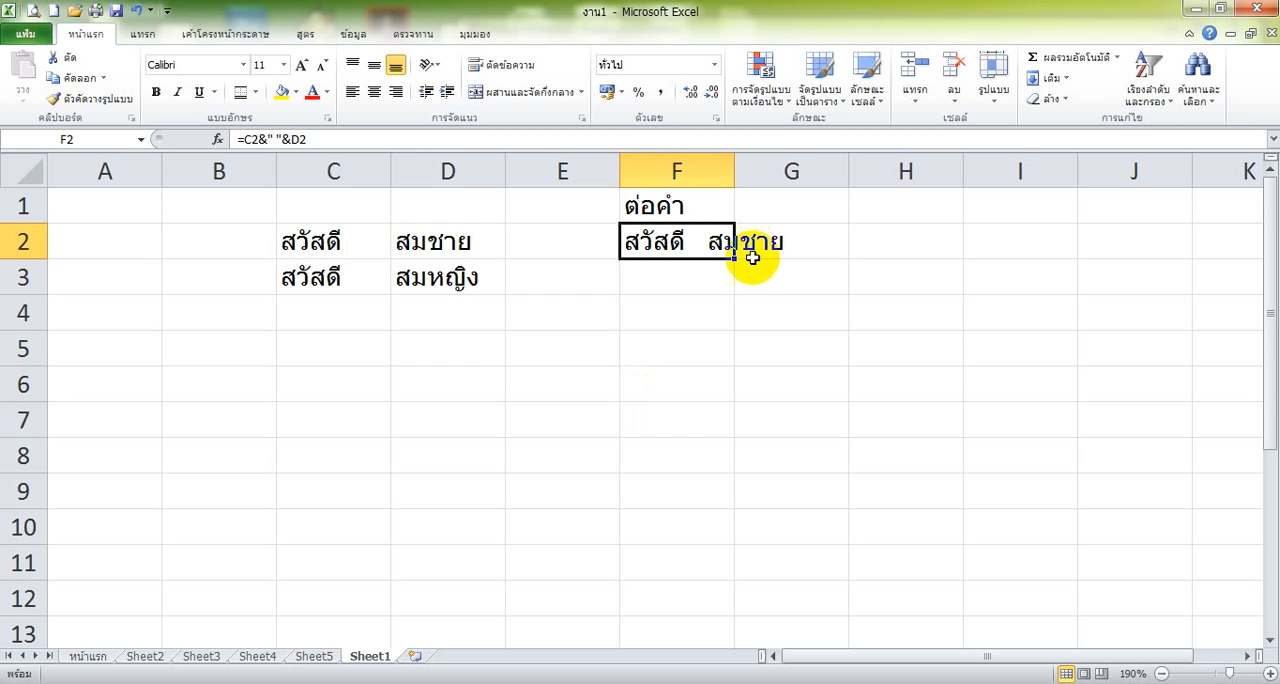 งาน1 - Microsoft Excel
แฟ้ม หน้าแรก แทรก เค้าโครงหน้ากระดาษ สูตร ข้อมูล ตรวจทาน มุมมอง
วาง
ตัด
คัดลอก
ตัวคัดวางรูปแบบ
คลิปบอร์ด
Calibri 11
B I U
แบบอักษร
ตัดข้อความ
ผสานและจัดกึ่งกลาง
การจัดแนว
ทั่วไป
%
ตัวเลข
การจัดรูปแบบ
ตามเงื่อนไข
จัดรูปแบบ
เป็นตาราง
ลักษณะ
เซลล์
ลักษณะ
แทรก ลบ รูปแบบ
เซลล์
Σ ผลรวมอัตโนมัติ
เติม
ล้าง
เรียงลำดับ
และกรอง
ค้นหาและ
เลือก
การแก้ไข
F2 fx =C2&" "&D2
A B C D E F G H I J K
1 ต่อคำ
2 สวัสดี สมชาย สวัสดี สมชาย
3 สวัสดี สมหญิง
4
5
6
7
8
9
10
11
12
13
หน้าแรก Sheet2 Sheet3 Sheet4 Sheet5 Sheet1
พร้อม 190%